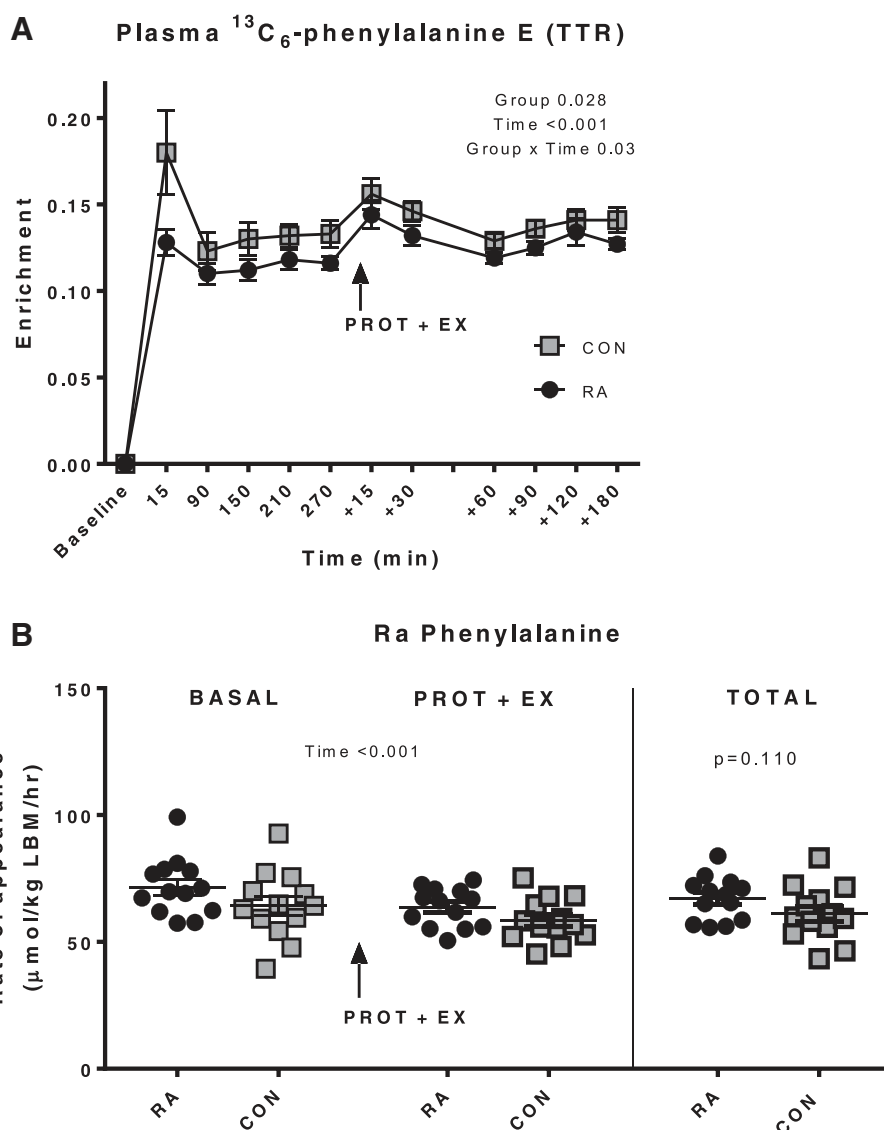 A
Plasma ¹³C₆-phenylalanine E (TTR)
Group 0.028
Time <0.001
Group x Time 0.03
Enrichment
0.20
0.15
0.10
0.05
0.00
PROT + EX
CON
RA
Baseline
15
90
150
210
270
+15
+30
+60
+90
+120
+180
Time (min)
B
Ra Phenylalanine
BASAL
PROT + EX
TOTAL
Time <0.001
p=0.110
(μmol/kg LBM/hr)
150
100
50
0
PROT + EX
RA
CON
RA
CON
RA
CON